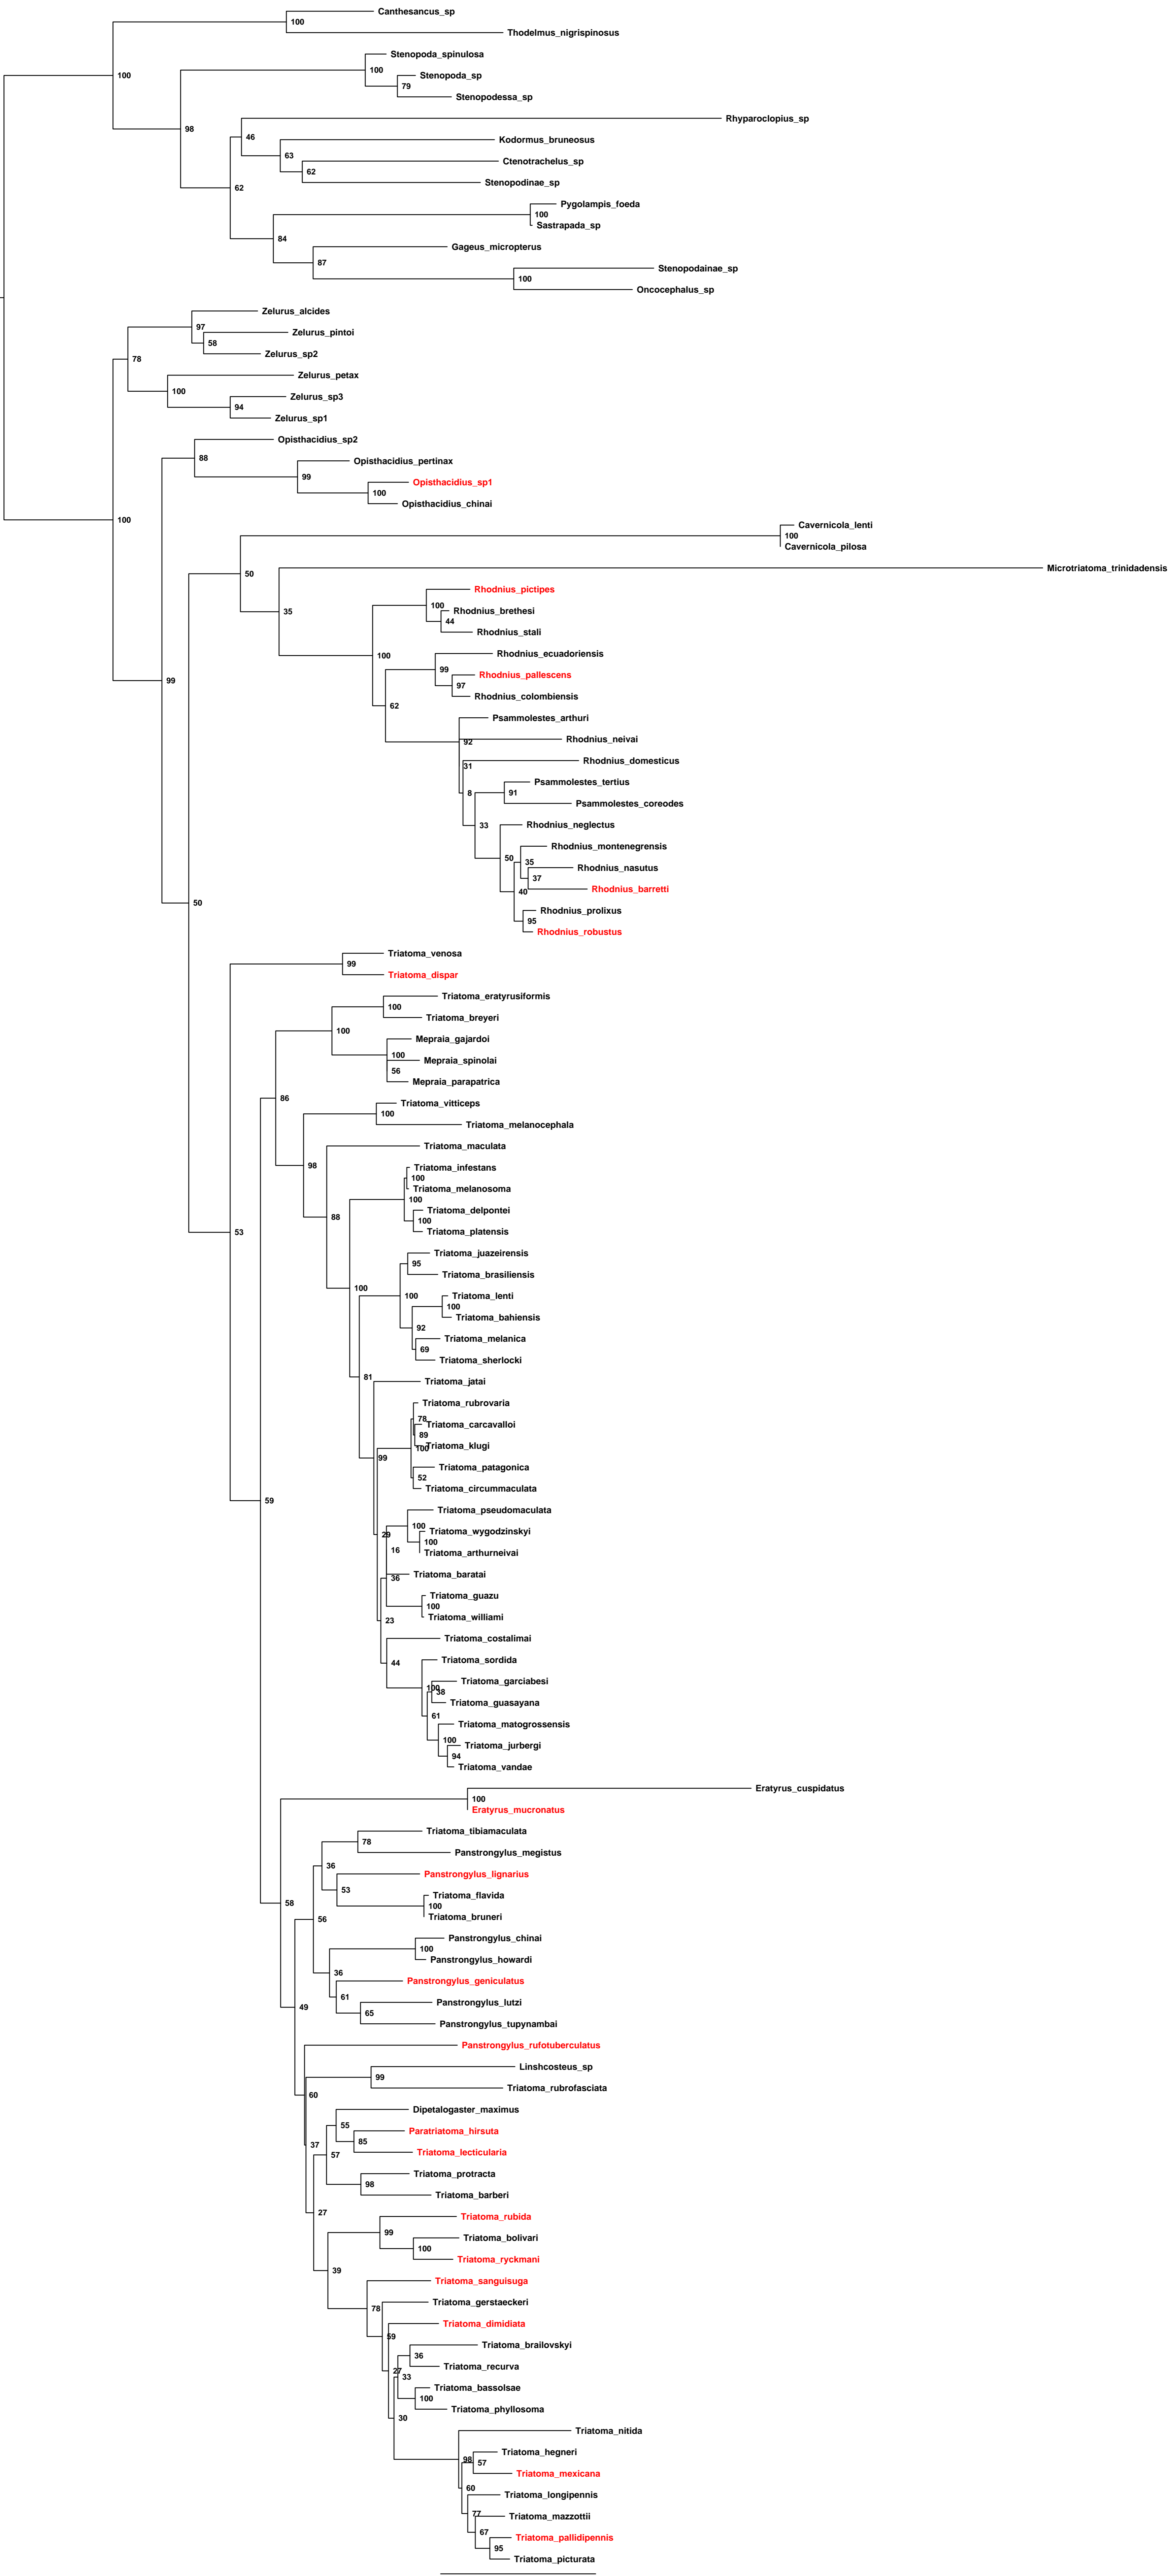 Canthesancus_sp
100
Thodelmus_nigrispinosus
Stenopoda_spinulosa
100
Stenopoda_sp
100
79
Stenopodessa_sp
Rhyparoclopius_sp
98
46
Kodormus_bruneosus
63
Ctenotrachelus_sp
62
Stenopodinae_sp
62
Pygolampis_foeda
100
Sastrapada_sp
84
Gageus_micropterus
87
Stenopodainae_sp
100
Oncocephalus_sp
Zelurus_alcides
97
Zelurus_pintoi
58
Zelurus_sp2
78
Zelurus_petax
100
Zelurus_sp3
94
Zelurus_sp1
Opisthacidius_sp2
88
Opisthacidius_pertinax
99
Opisthacidius_sp1
100
Opisthacidius_chinai
100
Cavernicola_lenti
100
Cavernicola_pilosa
Microtriatoma_trinidadensis
50
Rhodnius_pictipes
100
Rhodnius_brethesi
35
44
Rhodnius_stali
Rhodnius_ecuadoriensis
100
99
Rhodnius_pallescens
99
97
Rhodnius_colombiensis
62
Psammolestes_arthuri
Rhodnius_neivai
92
Rhodnius_domesticus
31
Psammolestes_tertius
91
8
Psammolestes_coreodes
Rhodnius_neglectus
33
Rhodnius_montenegrensis
50
35
Rhodnius_nasutus
37
Rhodnius_barretti
40
50
Rhodnius_prolixus
95
Rhodnius_robustus
Triatoma_venosa
99
Triatoma_dispar
Triatoma_eratyrusiformis
100
Triatoma_breyeri
100
Mepraia_gajardoi
100
Mepraia_spinolai
56
Mepraia_parapatrica
86
Triatoma_vitticeps
100
Triatoma_melanocephala
Triatoma_maculata
98
Triatoma_infestans
100
Triatoma_melanosoma
100
Triatoma_delpontei
88
100
Triatoma_platensis
53
Triatoma_juazeirensis
95
Triatoma_brasiliensis
100
100
Triatoma_lenti
100
Triatoma_bahiensis
92
Triatoma_melanica
69
Triatoma_sherlocki
81
Triatoma_jatai
Triatoma_rubrovaria
78
Triatoma_carcavalloi
89
Triatoma_klugi
100
99
Triatoma_patagonica
52
Triatoma_circummaculata
59
Triatoma_pseudomaculata
100
Triatoma_wygodzinskyi
29
100
16
Triatoma_arthurneivai
Triatoma_baratai
36
Triatoma_guazu
100
Triatoma_williami
23
Triatoma_costalimai
Triatoma_sordida
44
Triatoma_garciabesi
100
38
Triatoma_guasayana
61
Triatoma_matogrossensis
100
Triatoma_jurbergi
94
Triatoma_vandae
Eratyrus_cuspidatus
100
Eratyrus_mucronatus
Triatoma_tibiamaculata
78
Panstrongylus_megistus
36
Panstrongylus_lignarius
53
Triatoma_flavida
58
100
Triatoma_bruneri
56
Panstrongylus_chinai
100
Panstrongylus_howardi
36
Panstrongylus_geniculatus
61
Panstrongylus_lutzi
49
65
Panstrongylus_tupynambai
Panstrongylus_rufotuberculatus
Linshcosteus_sp
99
Triatoma_rubrofasciata
60
Dipetalogaster_maximus
55
Paratriatoma_hirsuta
85
37
Triatoma_lecticularia
57
Triatoma_protracta
98
Triatoma_barberi
27
Triatoma_rubida
99
Triatoma_bolivari
100
Triatoma_ryckmani
39
Triatoma_sanguisuga
Triatoma_gerstaeckeri
78
Triatoma_dimidiata
59
Triatoma_brailovskyi
36
Triatoma_recurva
27
33
Triatoma_bassolsae
100
Triatoma_phyllosoma
30
Triatoma_nitida
Triatoma_hegneri
98
57
Triatoma_mexicana
60
Triatoma_longipennis
Triatoma_mazzottii
77
67
Triatoma_pallidipennis
95
Triatoma_picturata